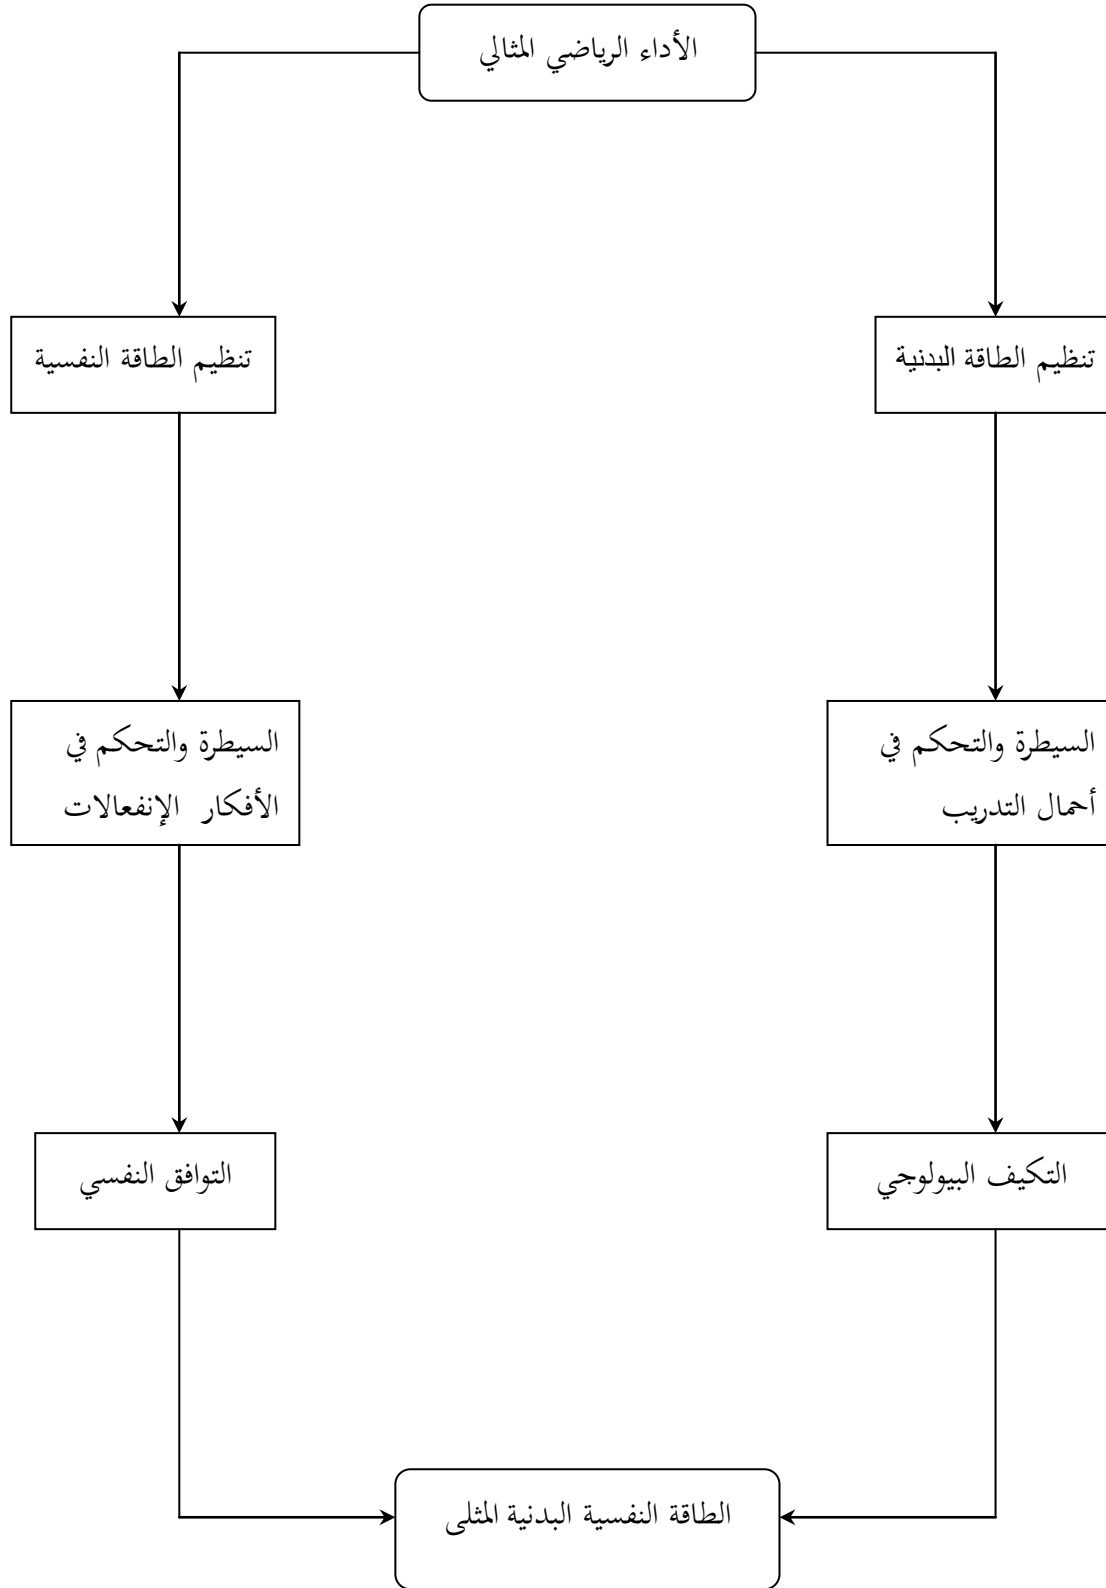 الأداء الرياضي المثالي
تنظيم الطاقة البدنية
تنظيم الطاقة النفسية
السيطرة والتحكم في
أحمال التدريب
السيطرة والتحكم في
الأفكار الإنفعالات
التكيف البيولوجي
التوافق النفسي
الطاقة النفسية البدنية المثلى